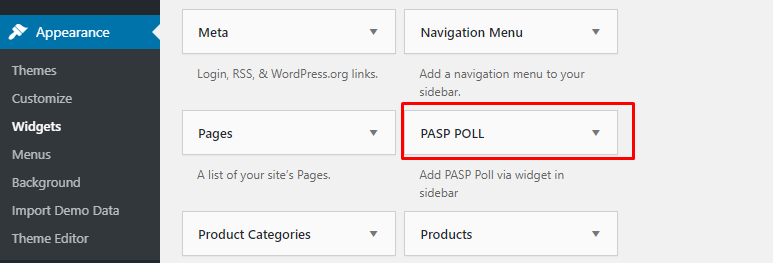 Appearance
Themes
Customize
Widgets
Menus
Background
Import Demo Data
Theme Editor
Meta
Login, RSS, & WordPress.org links.
Navigation Menu
Add a navigation menu to your
sidebar.
Pages
A list of your site's Pages.
PASP POLL
Add PASP Poll via widget in
sidebar
Product Categories
Products